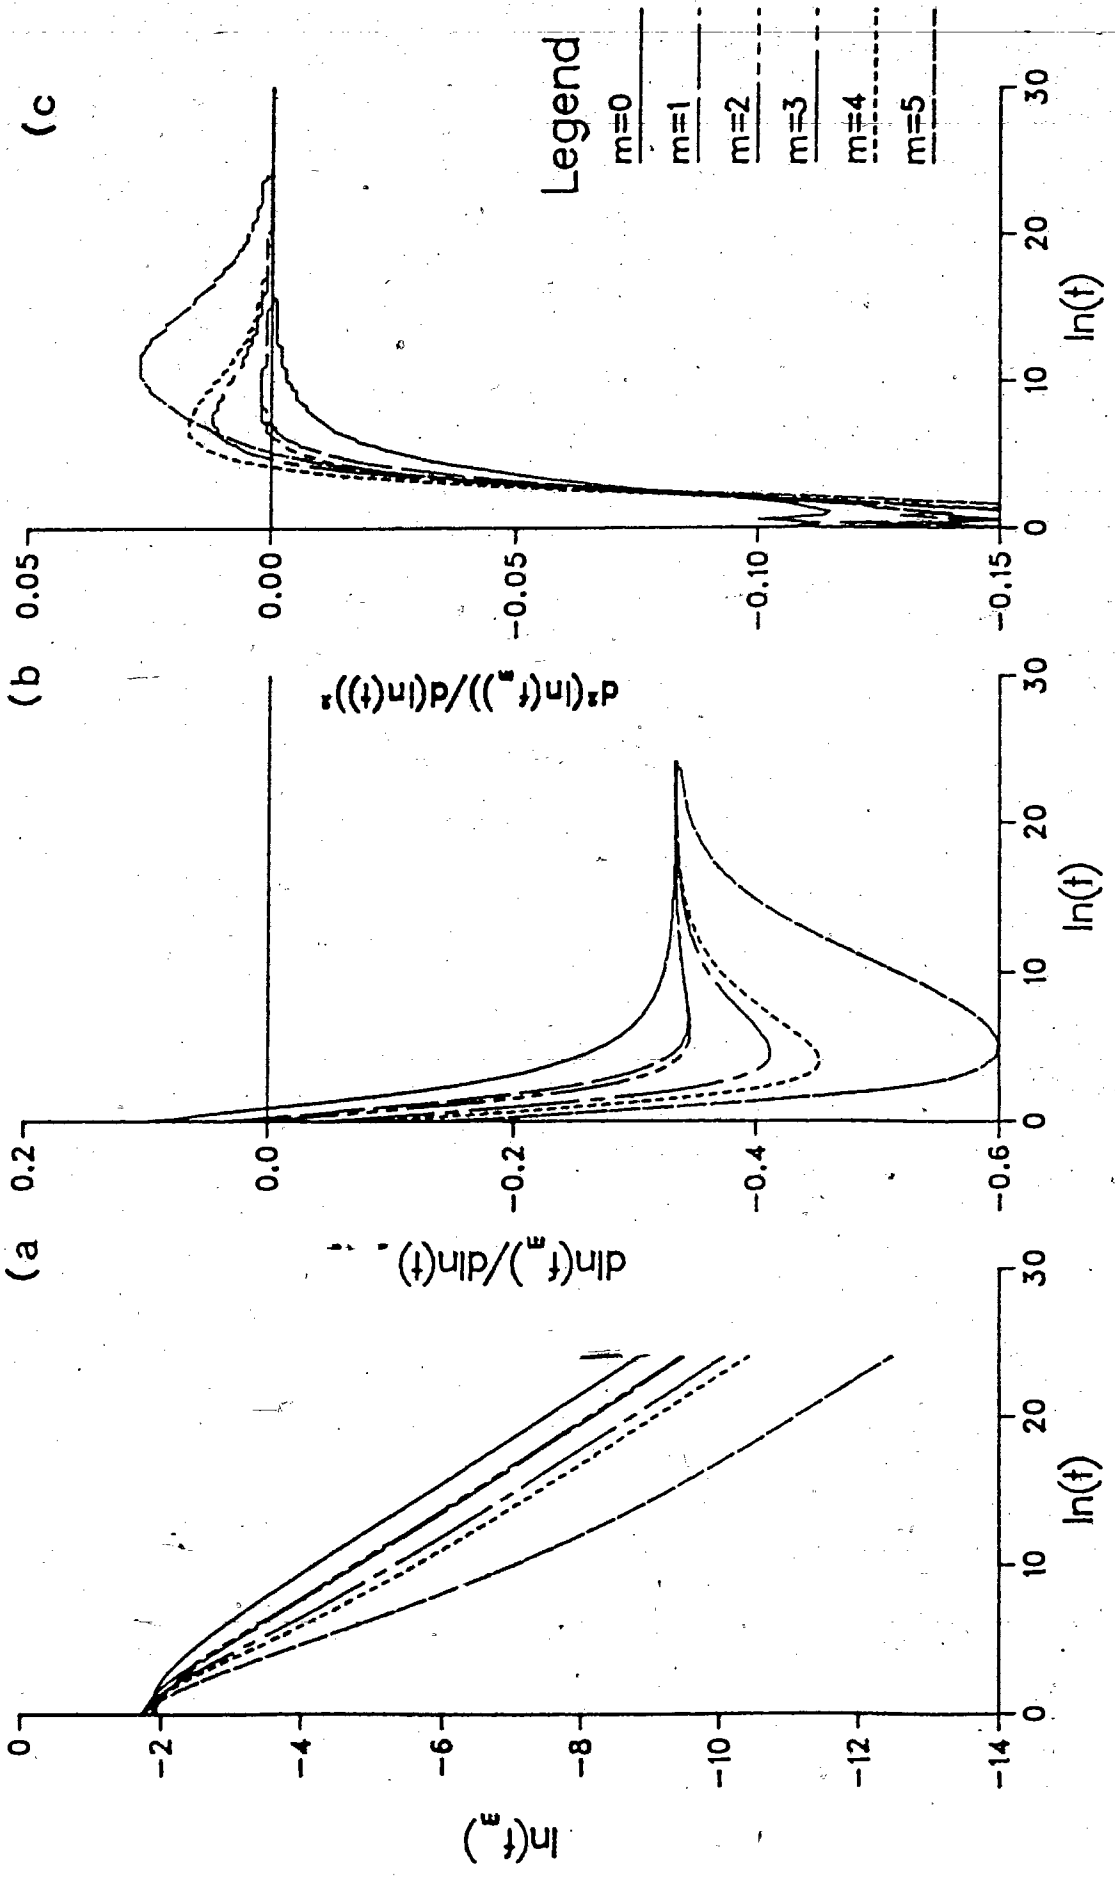 (a
ln(fₘ)
0
−2
−4
−6
−8
−10
−12
−14
0
10
20
30
ln(t)
(b
dln(fₘ)/dln(t)
0.2
0.0
−0.2
−0.4
−0.6
0
10
20
30
ln(t)
(c
d²(ln(fₘ))/d(ln(t))²
0.05
0.00
−0.05
−0.10
−0.15
0
10
20
30
ln(t)
Legend
m=0
m=1
m=2
m=3
m=4
m=5